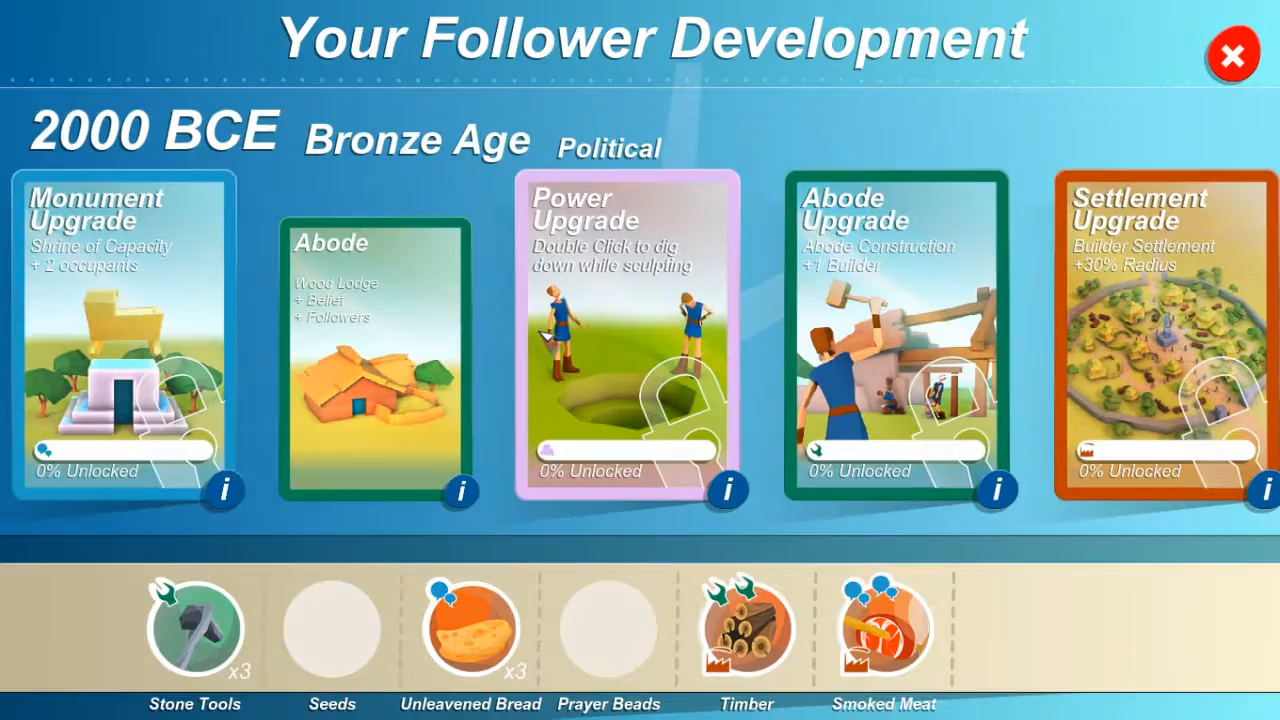 Your Follower Development
2000 BCE Bronze Age Political
Monument
Upgrade
Shrine of Capacity
+ 2 occupants
0% Unlocked
i
Abode
Wood Lodge
+ Belief
+ Followers
i
Power
Upgrade
Double Click to dig
down while sculpting
0% Unlocked
i
Abode
Upgrade
Abode Construction
+1 Builder
0% Unlocked
i
Settlement
Upgrade
Builder Settlement
+30% Radius
0% Unlocked
i
x3
x3
Stone Tools
Seeds
Unleavened Bread
Prayer Beads
Timber
Smoked Meat